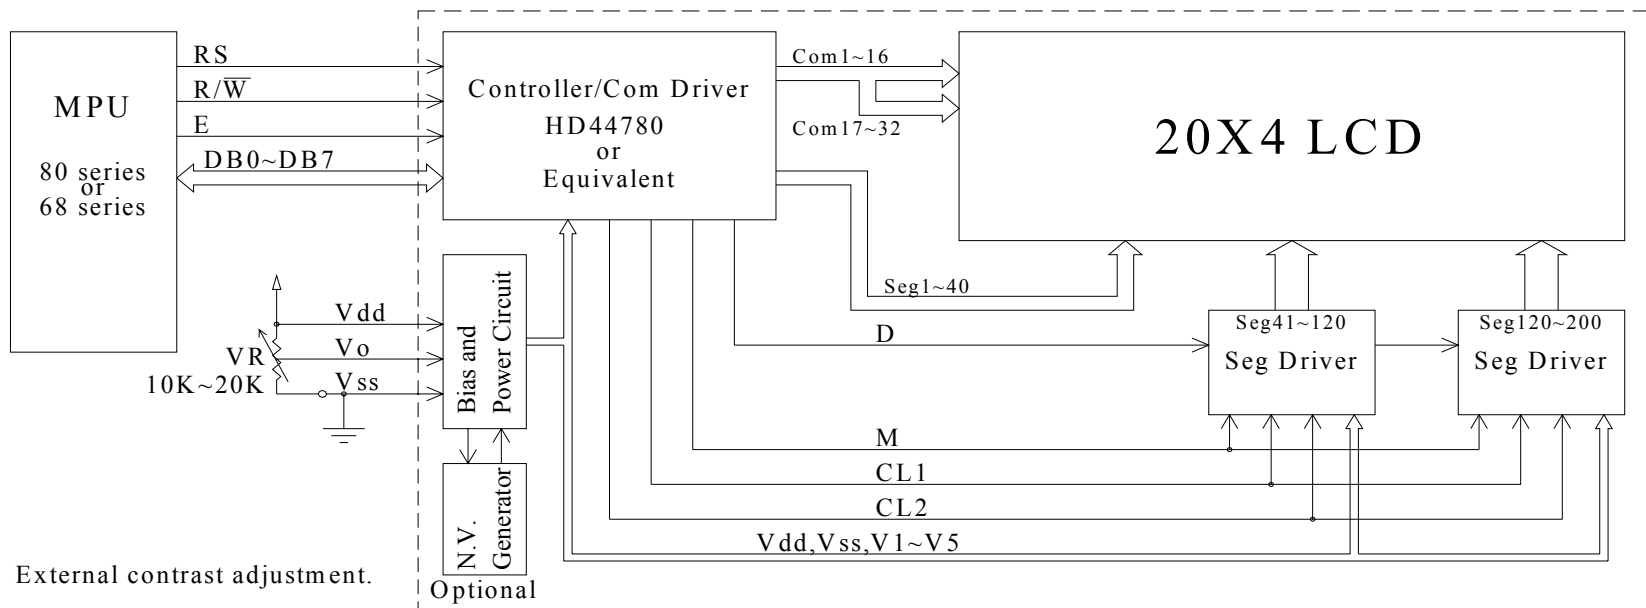 MPU
80 series
or
68 series
RS
R/W̅
E
DB0~DB7
Controller/Com Driver
HD44780
or
Equivalent
Com1~16
Com17~32
20X4 LCD
Seg1~40
Seg41~120
Seg Driver
Seg120~200
Seg Driver
D
Vdd
Vo
Vss
VR
10K~20K
Bias and
Power Circuit
N.V.
Generator
Optional
M
CL1
CL2
Vdd,Vss,V1~V5
External contrast adjustment.